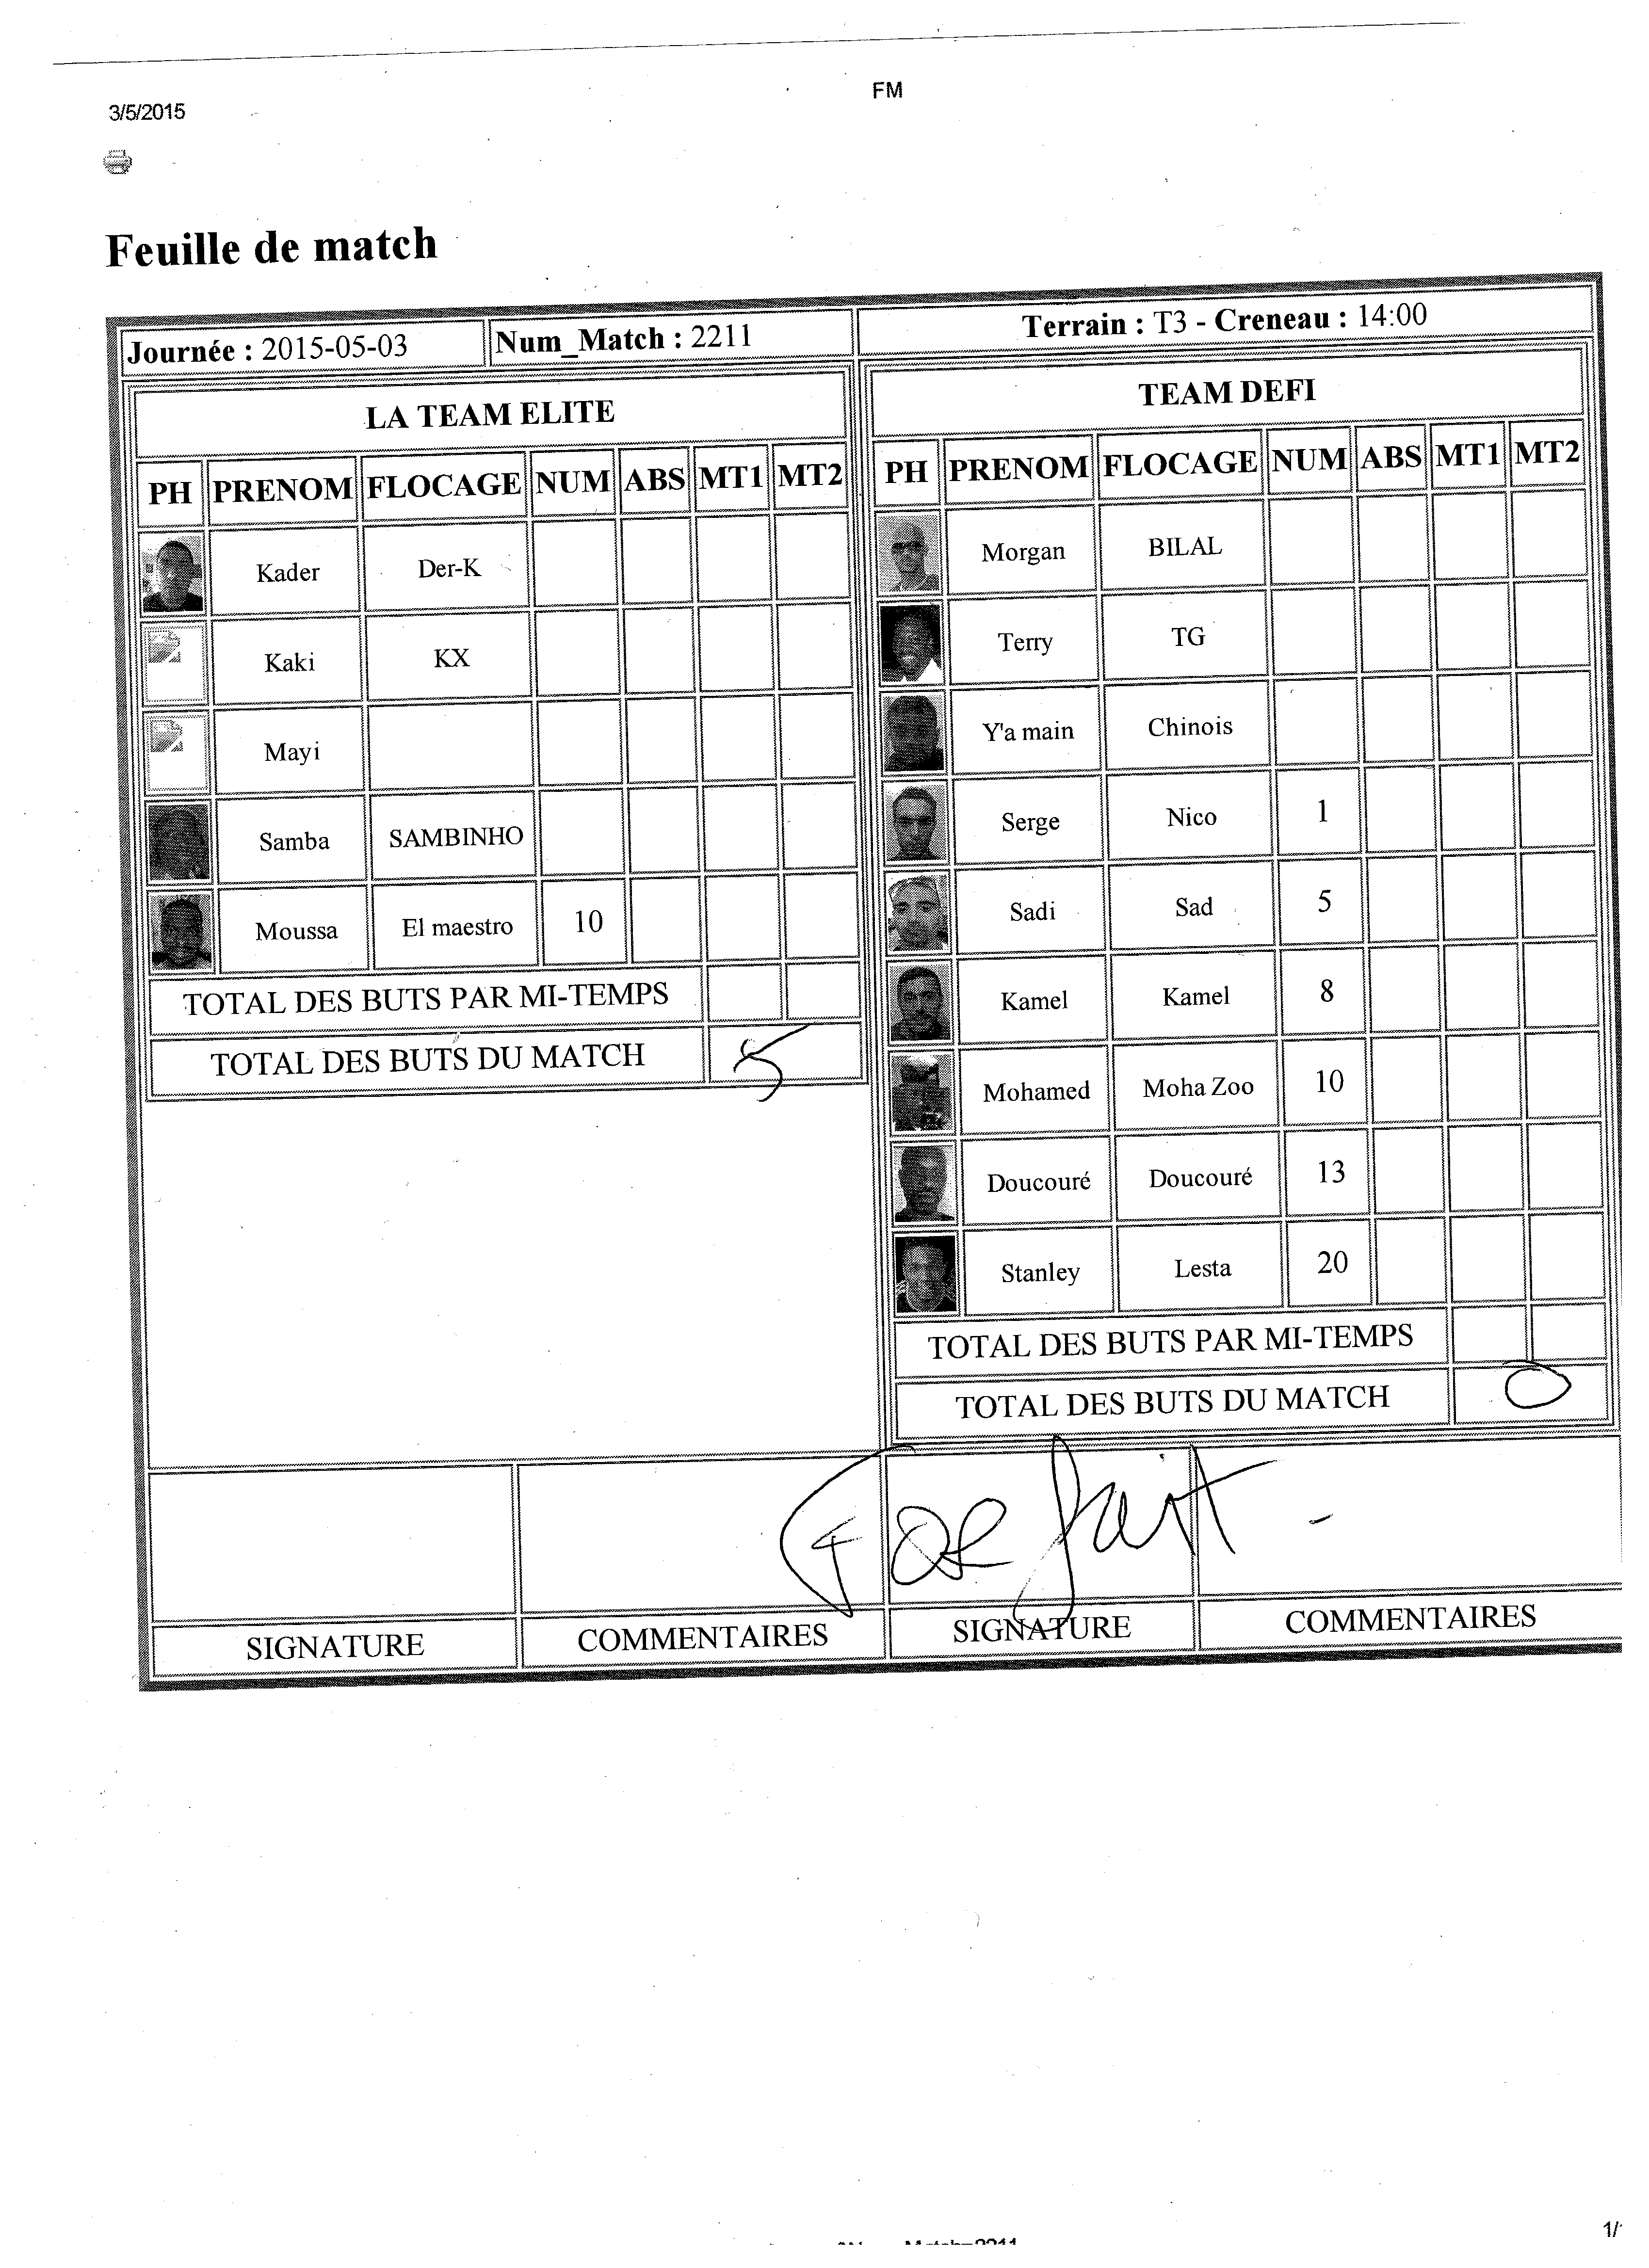 FM
3/5/2015
Feuille de match
Journée : 2015-05-03 Num_Match : 2211 Terrain : T3 - Creneau : 14:00
LA TEAM ELITE
PH PRENOM FLOCAGE NUM ABS MT1 MT2
Kader Der-K
Kaki KX
Mayi
Samba SAMBINHO
Moussa El maestro 10
TOTAL DES BUTS PAR MI-TEMPS
TOTAL DES BUTS DU MATCH 5
TEAM DEFI
PH PRENOM FLOCAGE NUM ABS MT1 MT2
Morgan BILAL
Terry TG
Y'a main Chinois
Serge Nico 1
Sadi Sad 5
Kamel Kamel 8
Mohamed Moha Zoo 10
Doucouré Doucouré 13
Stanley Lesta 20
TOTAL DES BUTS PAR MI-TEMPS
TOTAL DES BUTS DU MATCH 0
SIGNATURE COMMENTAIRES SIGNATURE COMMENTAIRES
1/